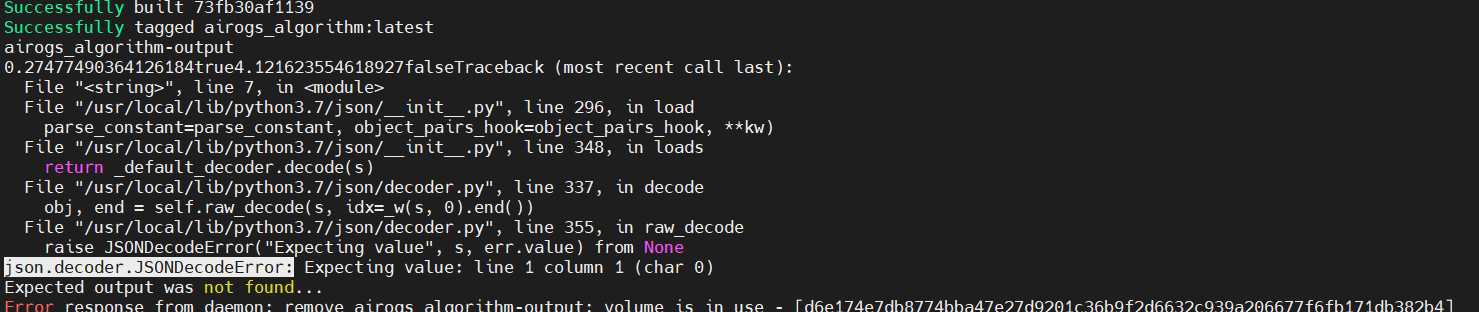 Successfully built 73fb30af1139
Successfully tagged airogs_algorithm:latest
airogs_algorithm-output
0.27477490364126184true4.121623554618927falseTraceback (most recent call last):
  File "<string>", line 7, in <module>
  File "/usr/local/lib/python3.7/json/__init__.py", line 296, in load
    parse_constant=parse_constant, object_pairs_hook=object_pairs_hook, **kw)
  File "/usr/local/lib/python3.7/json/__init__.py", line 348, in loads
    return _default_decoder.decode(s)
  File "/usr/local/lib/python3.7/json/decoder.py", line 337, in decode
    obj, end = self.raw_decode(s, idx=_w(s, 0).end())
  File "/usr/local/lib/python3.7/json/decoder.py", line 355, in raw_decode
    raise JSONDecodeError("Expecting value", s, err.value) from None
json.decoder.JSONDecodeError: Expecting value: line 1 column 1 (char 0)
Expected output was not found...
Error response from daemon: remove airogs_algorithm-output: volume is in use - [d6e174e7db8774bba47e27d9201c36b9f2d6632c939a206677f6fb171db382b4]